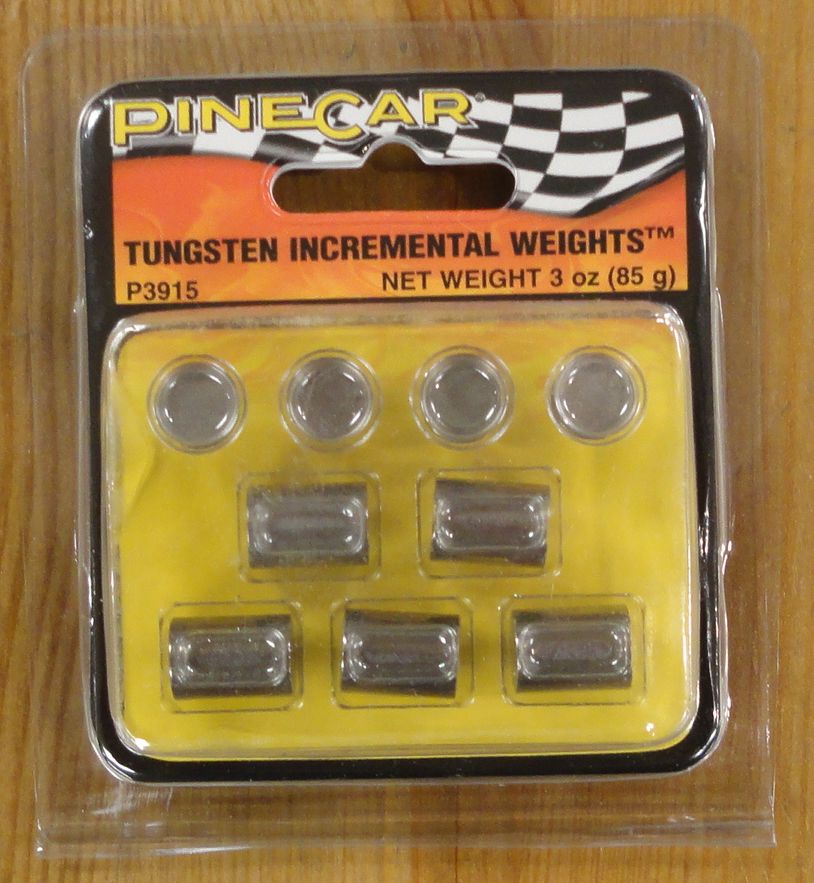 PINECAR®
TUNGSTEN INCREMENTAL WEIGHTS™
P3915
NET WEIGHT 3 oz (85 g)